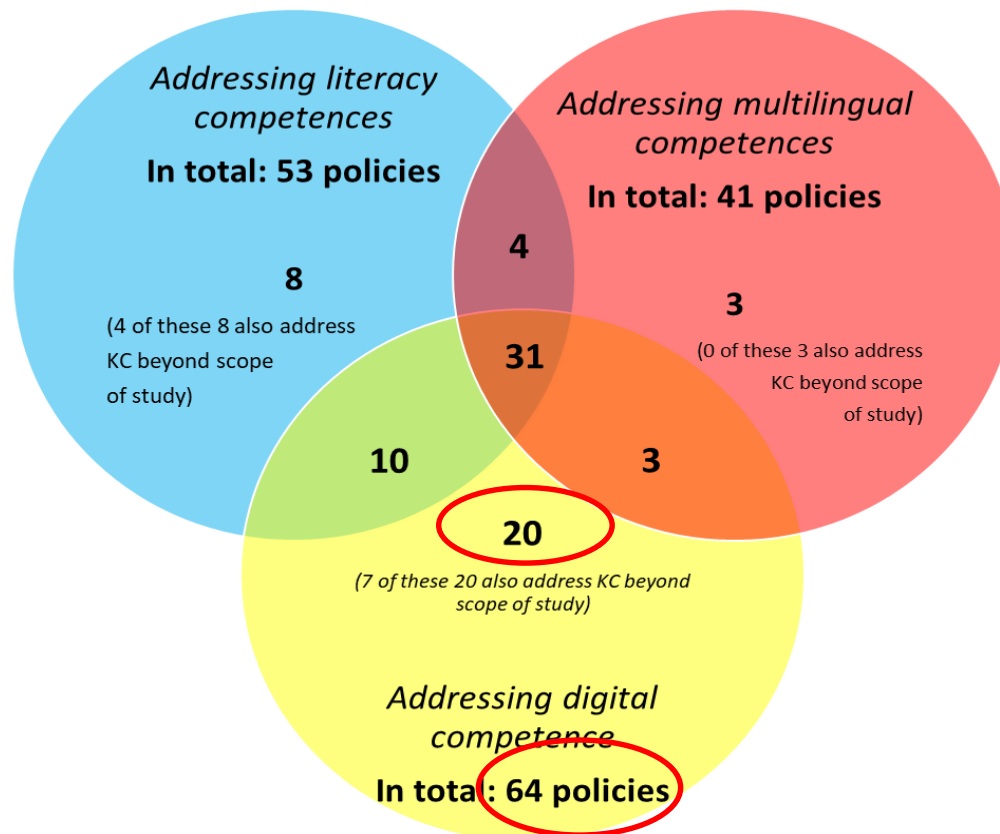 Addressing literacy
competences
In total: 53 policies
Addressing multilingual
competences
In total: 41 policies
4
8
(4 of these 8 also address
KC beyond scope
of study)
3
(0 of these 3 also address
KC beyond scope
of study)
31
10
3
20
(7 of these 20 also address KC beyond
scope of study)
Addressing digital
competence
In total: 64 policies